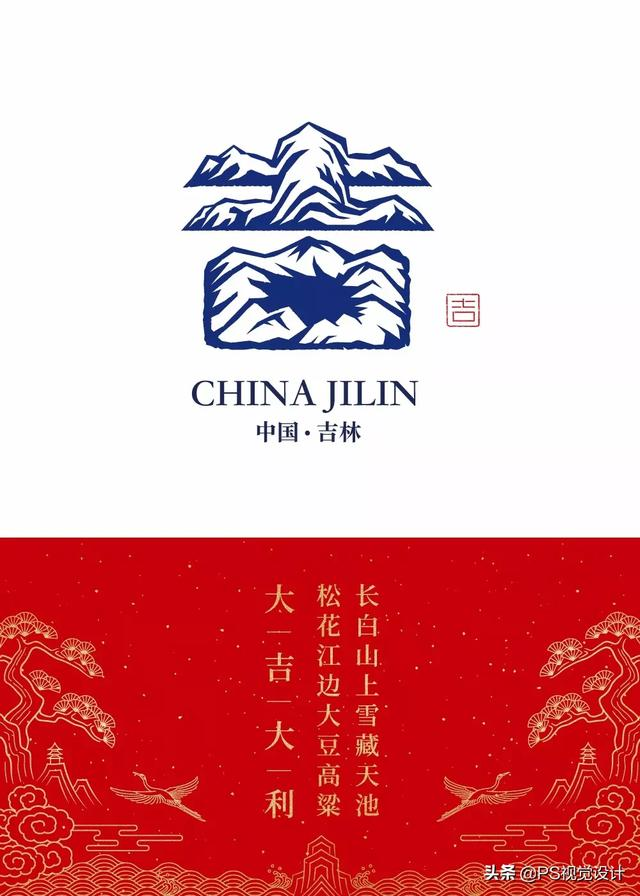 吉
CHINA JILIN
中国·吉林
长白山上雪藏天池
松花江边大豆高粱
大吉大利
头条 @PS视觉设计